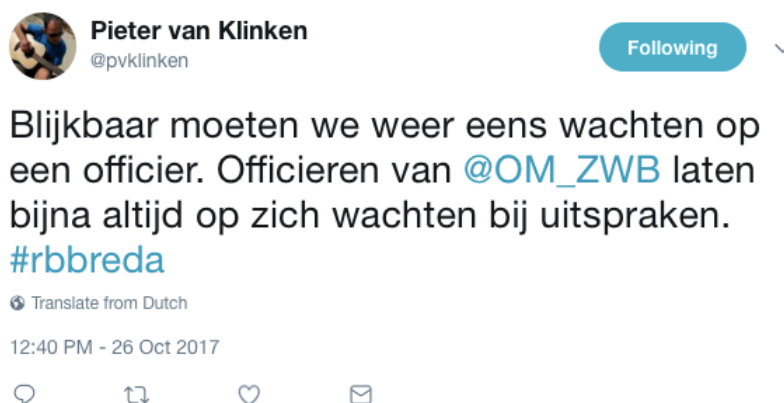 Pieter van Klinken
@pvklinken
Following
Blijkbaar moeten we weer eens wachten op
een officier. Officieren van @OM_ZWB laten
bijna altijd op zich wachten bij uitspraken.
#rbbreda
Translate from Dutch
12:40 PM - 26 Oct 2017